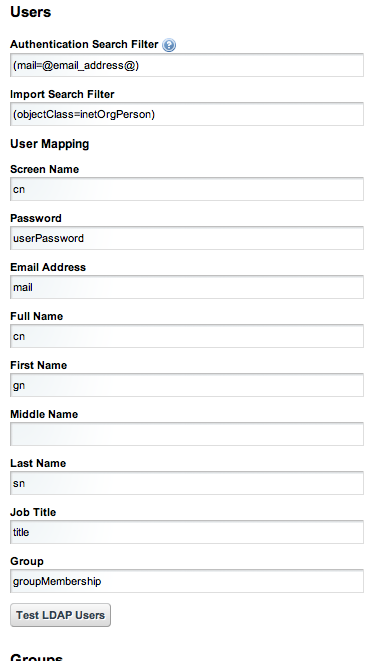 Users
Authentication Search Filter
(mail=@email_address@)
Import Search Filter
(objectClass=inetOrgPerson)
User Mapping
Screen Name
cn
Password
userPassword
Email Address
mail
Full Name
cn
First Name
gn
Middle Name
Last Name
sn
Job Title
title
Group
groupMembership
Test LDAP Users
Groups